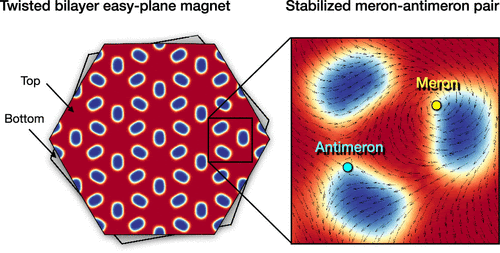 Twisted bilayer easy-plane magnet
Stabilized meron-antimeron pair
Top
Bottom
Meron
Antimeron